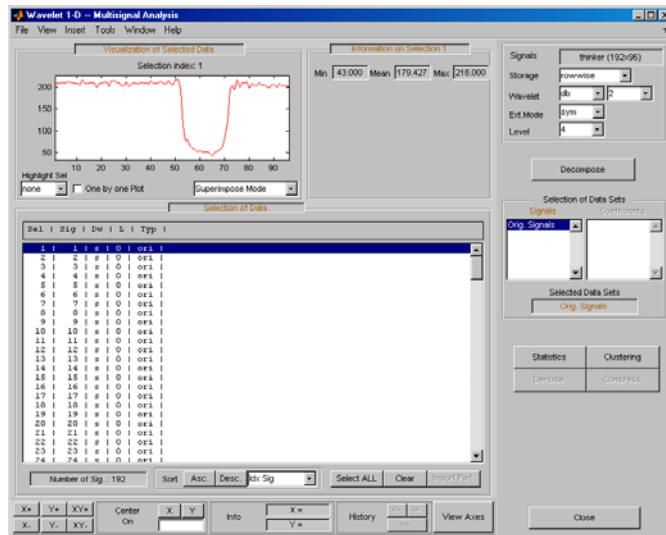 Wavelet 1-D -- Multisignal Analysis
File View Insert Tools Window Help
Visualization of Selected Data
Selection index: 1
200
150
100
50
10 20 30 40 50 60 70 80 90
Highlight Sel
none One by one Plot Superimpose Mode
Information on Selection 1
Min 43.000 Mean 179.427 Max 218.000
Signals thinker (192x96)
Storage rowwise
Wavelet db 2
Ext.Mode sym
Level 4
Decompose
Selection of Data Sets
Signals Coefficients
Orig. Signals
Selected Data Sets
Orig. Signals
Statistics Clustering
Denoise Compress
Close
Selection of Data
Sel | Sig | Dw | L | Typ |
1 | 1 | s | 0 | ori |
2 | 2 | s | 0 | ori |
3 | 3 | s | 0 | ori |
4 | 4 | s | 0 | ori |
5 | 5 | s | 0 | ori |
6 | 6 | s | 0 | ori |
7 | 7 | s | 0 | ori |
8 | 8 | s | 0 | ori |
9 | 9 | s | 0 | ori |
10 | 10 | s | 0 | ori |
11 | 11 | s | 0 | ori |
12 | 12 | s | 0 | ori |
13 | 13 | s | 0 | ori |
14 | 14 | s | 0 | ori |
15 | 15 | s | 0 | ori |
16 | 16 | s | 0 | ori |
17 | 17 | s | 0 | ori |
18 | 18 | s | 0 | ori |
19 | 19 | s | 0 | ori |
20 | 20 | s | 0 | ori |
21 | 21 | s | 0 | ori |
22 | 22 | s | 0 | ori |
23 | 23 | s | 0 | ori |
24 | 24 | s | 0 | ori |
Number of Sig. : 192 Sort Asc. Desc. Idx Sig Select ALL Clear Import Part.
X+ Y+ XY+
X- Y- XY-
Center
On
X Y
Info
X =
Y =
History
<- ->
<<-
View Axes